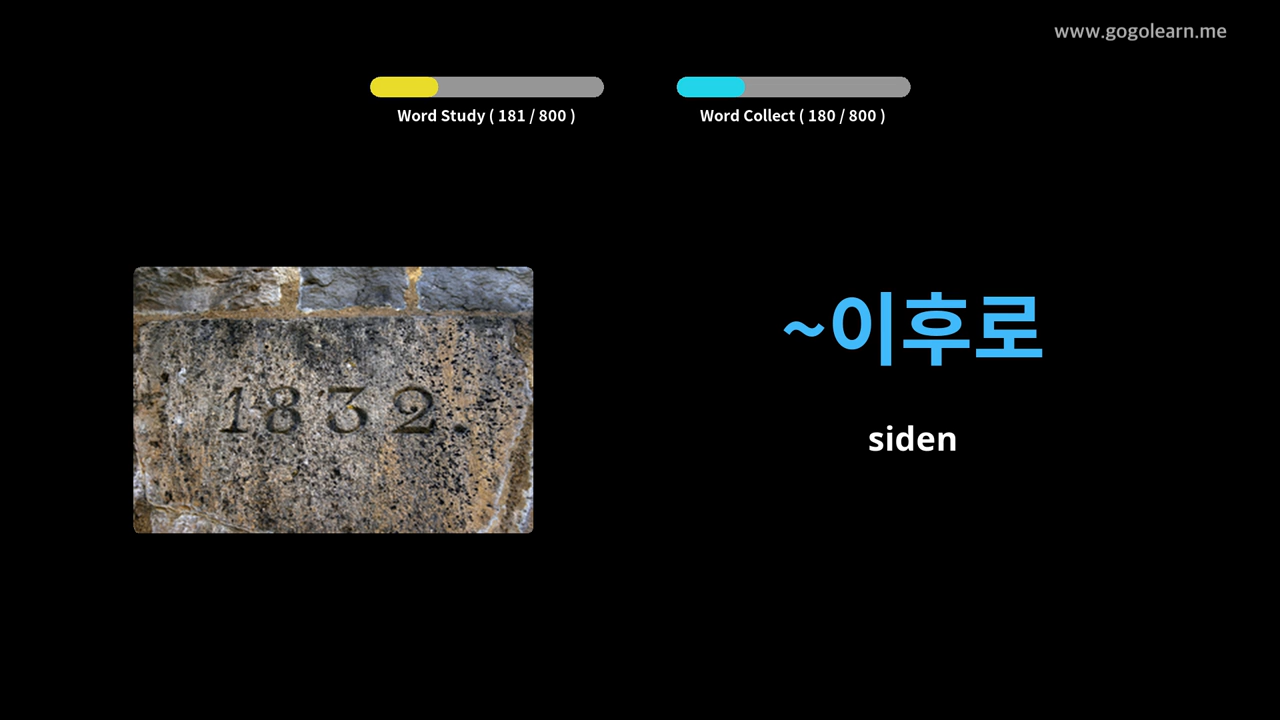 www.gogolearn.me
Word Study ( 181 / 800 )
Word Collect ( 180 / 800 )
1832.
~이후로
siden